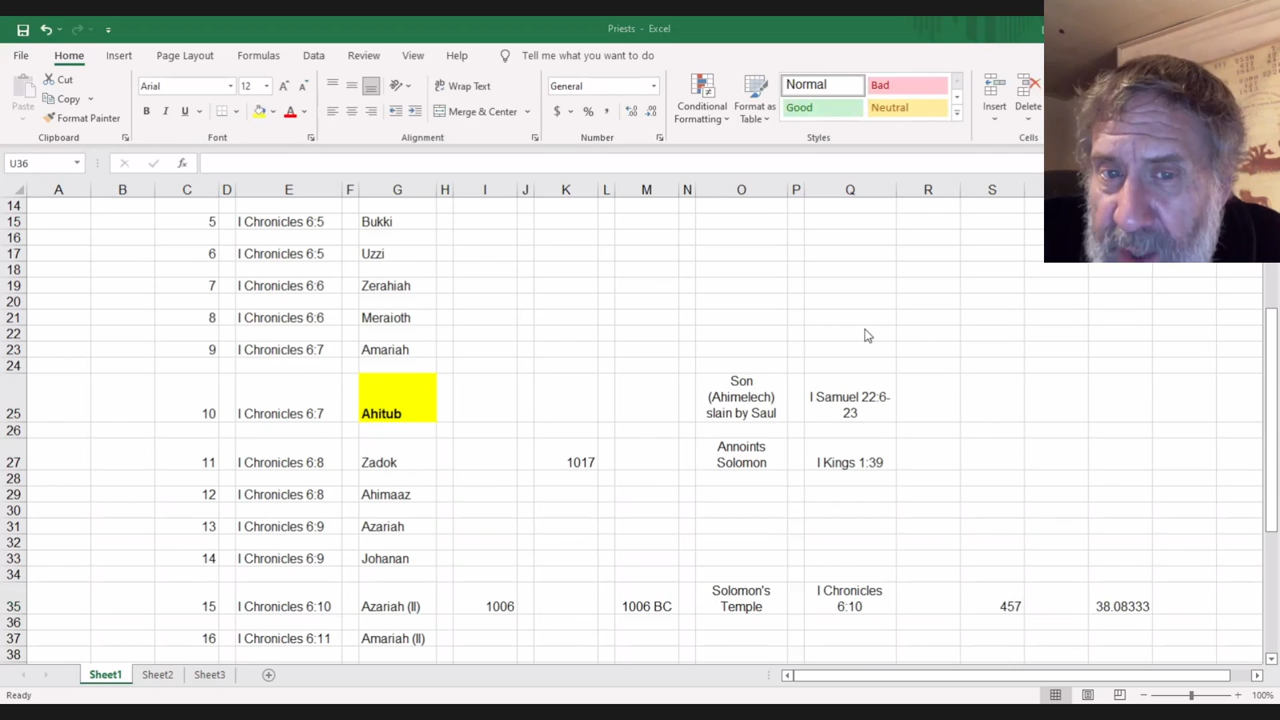 Priests - Excel
File Home Insert Page Layout Formulas Data Review View Help Tell me what you want to do
Paste
Cut
Copy
Format Painter
Clipboard
Arial 12
B I U
Font
Wrap Text
Merge & Center
Alignment
General
$ % ,
Number
Conditional Formatting
Format as Table
Normal Bad
Good Neutral
Styles
Insert
Delete
Cells
U36 fx
A B C D E F G H I J K L M N O P Q R S
14
15 5 I Chronicles 6:5 Bukki
16
17 6 I Chronicles 6:5 Uzzi
18
19 7 I Chronicles 6:6 Zerahiah
20
21 8 I Chronicles 6:6 Meraioth
22
23 9 I Chronicles 6:7 Amariah
24
Son
(Ahimelech) I Samuel 22:6-
25 10 I Chronicles 6:7 Ahitub slain by Saul 23
26
Annoints
27 11 I Chronicles 6:8 Zadok 1017 Solomon I Kings 1:39
28
29 12 I Chronicles 6:8 Ahimaaz
30
31 13 I Chronicles 6:9 Azariah
32
33 14 I Chronicles 6:9 Johanan
34
Solomon's I Chronicles
35 15 I Chronicles 6:10 Azariah (II) 1006 1006 BC Temple 6:10 457 38.08333
36
37 16 I Chronicles 6:11 Amariah (II)
38
Sheet1 Sheet2 Sheet3
Ready 100%